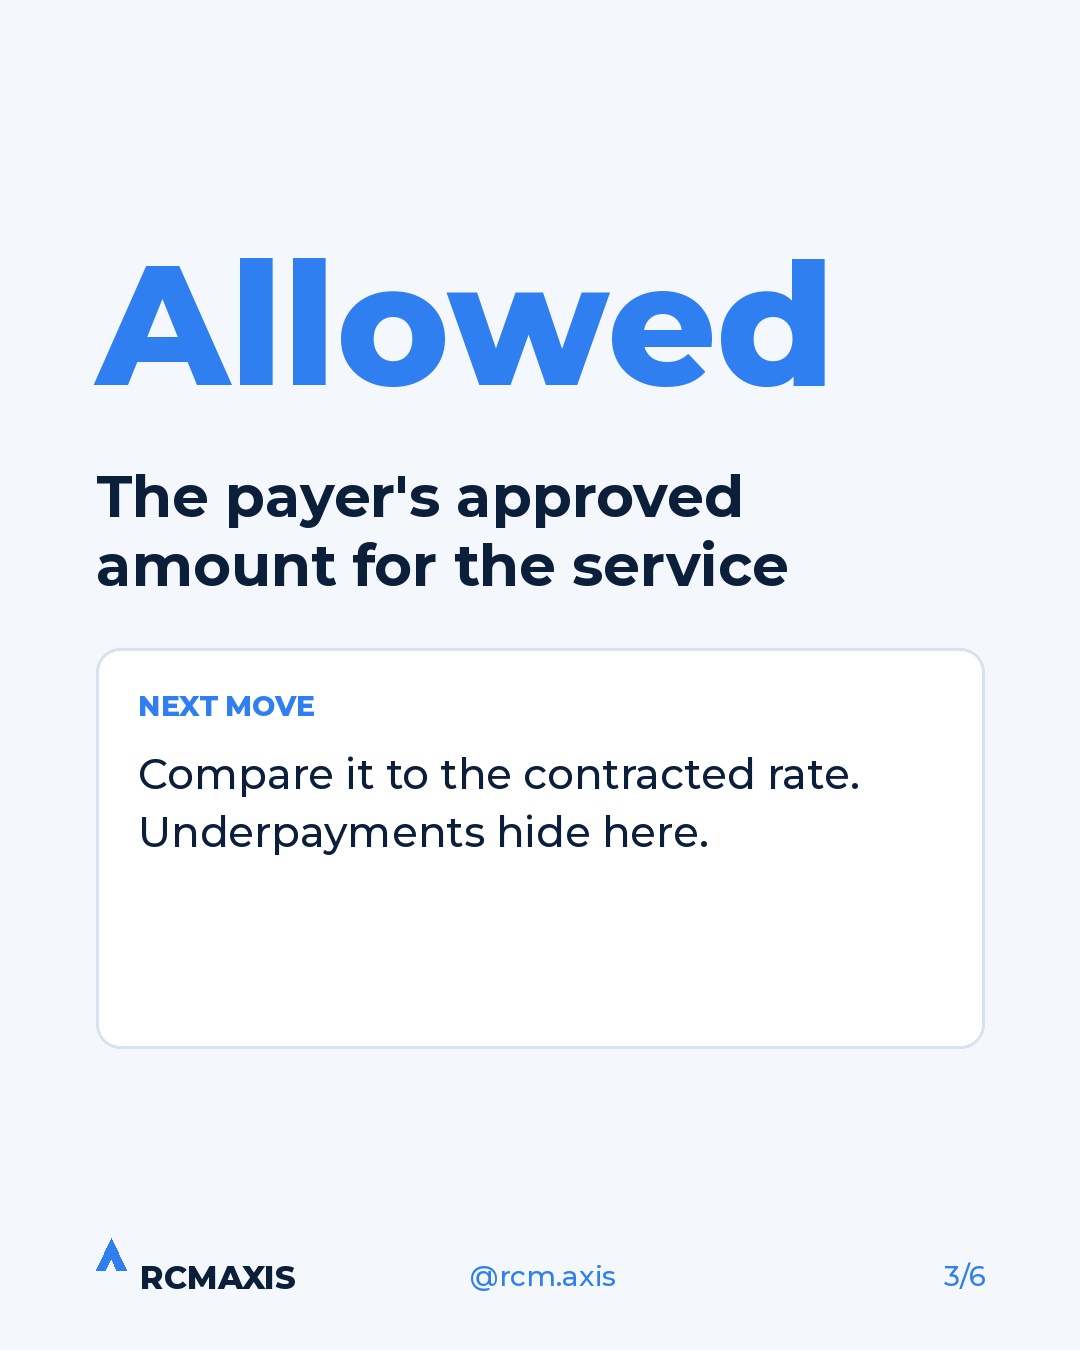 Allowed
The payer's approved
amount for the service
NEXT MOVE
Compare it to the contracted rate.
Underpayments hide here.
RCMAXIS
@rcm.axis
3/6